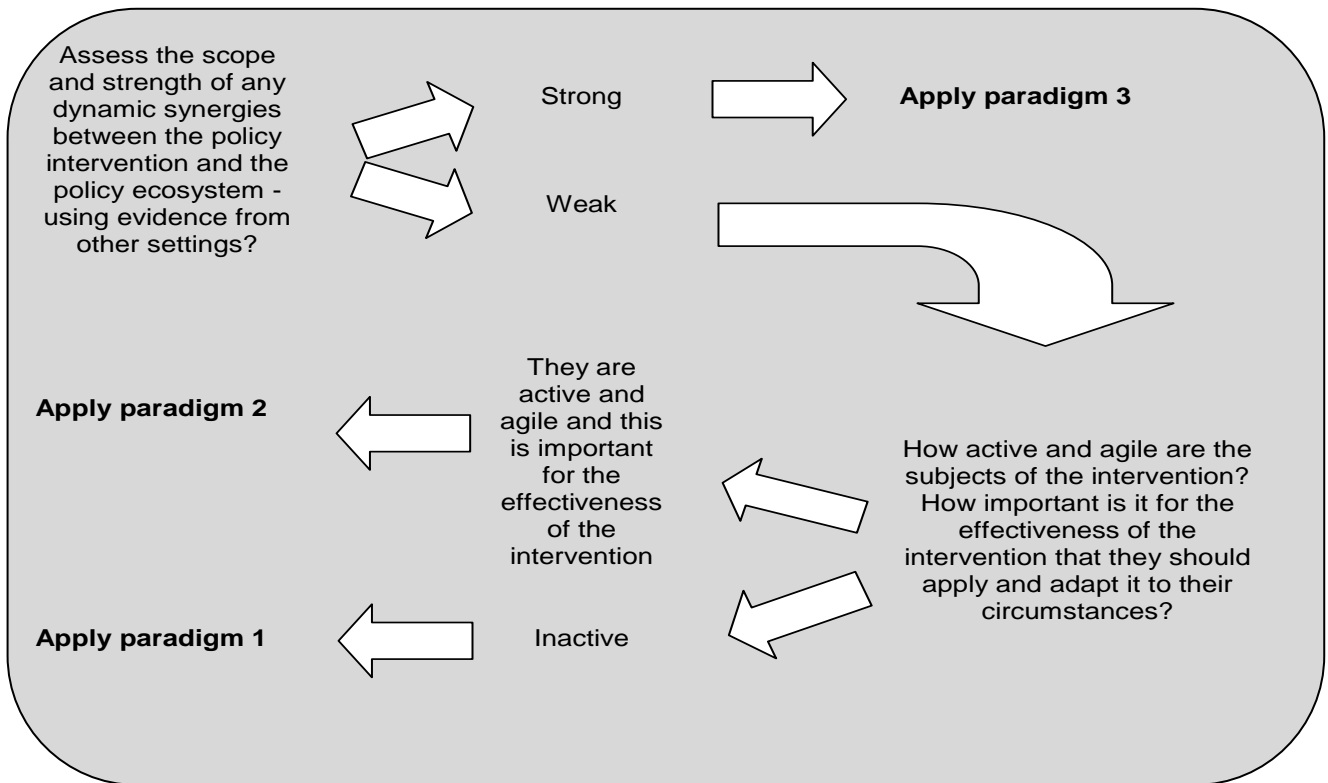 Assess the scope
and strength of any
dynamic synergies
between the policy
intervention and the
policy ecosystem -
using evidence from
other settings?
Strong
Apply paradigm 3
Weak
How active and agile are the
subjects of the intervention?
How important is it for the
effectiveness of the
intervention that they should
apply and adapt it to their
circumstances?
They are
active and
agile and this
is important
for the
effectiveness
of the
intervention
Apply paradigm 2
Inactive
Apply paradigm 1